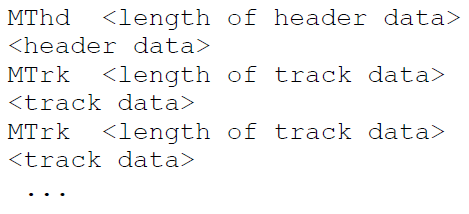 MThd  <length of header data>
<header data>
MTrk  <length of track data>
<track data>
MTrk  <length of track data>
<track data>
 ...